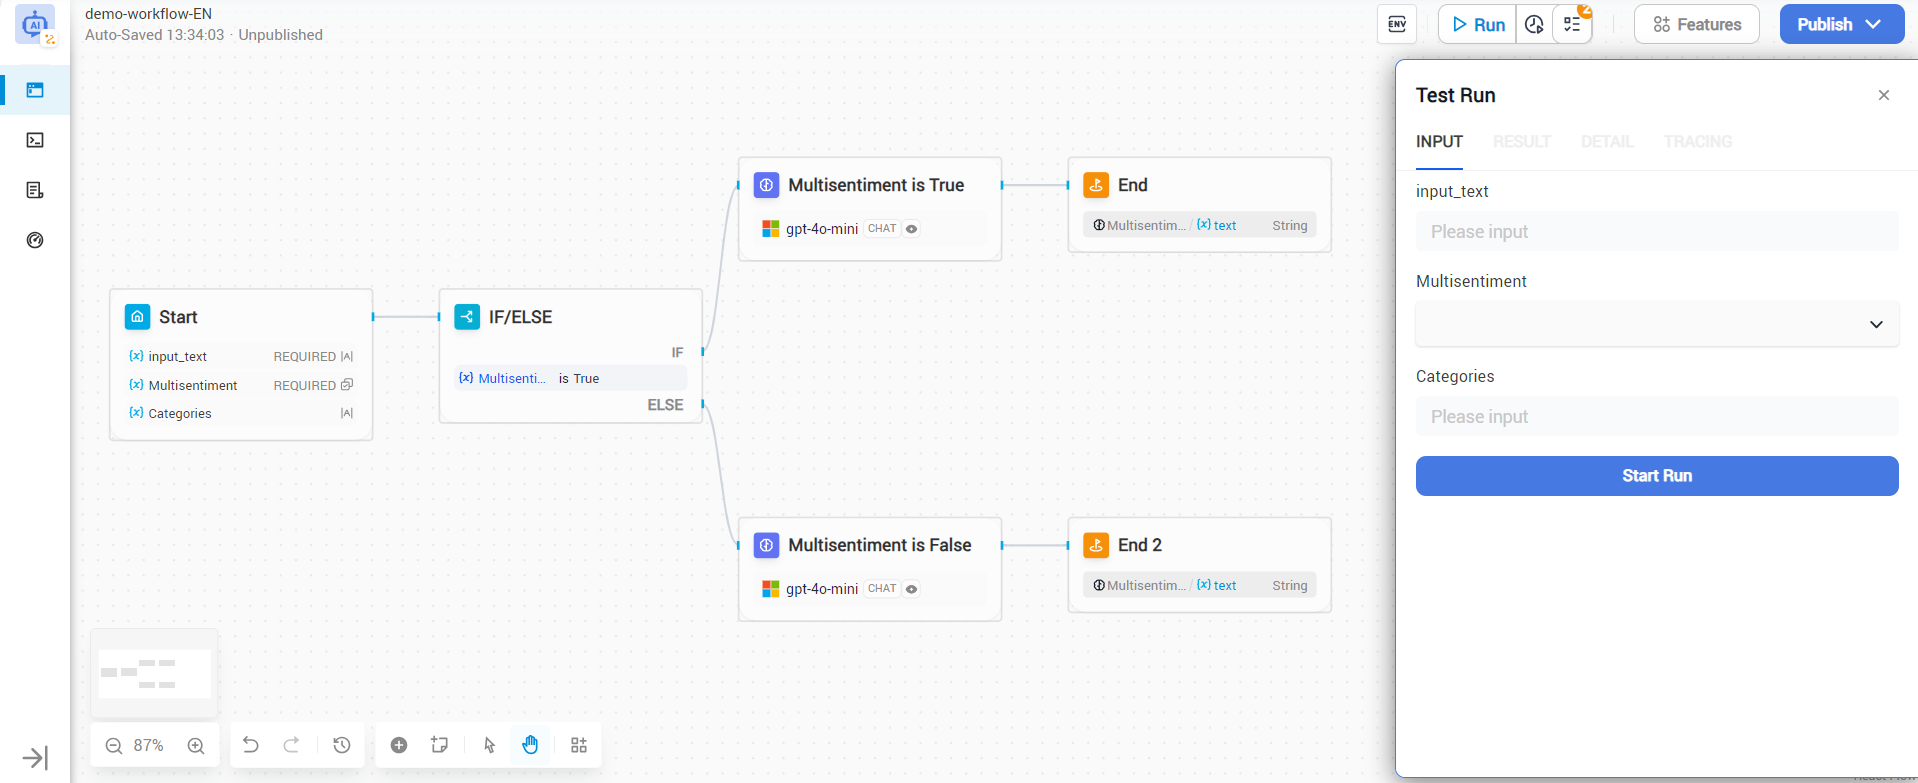 demo-workflow-EN
Auto-Saved 13:34:03 · Unpublished
ENV
Run
2
Features
Publish
Start
input_text REQUIRED
Multisentiment REQUIRED
Categories
IF/ELSE
IF
Multisenti... is True
ELSE
Multisentiment is True
gpt-4o-mini CHAT
End
Multisentim... / text String
Multisentiment is False
gpt-4o-mini CHAT
End 2
Multisentim... / text String
87%
Test Run
INPUT RESULT DETAIL TRACING
input_text
Please input
Multisentiment
Categories
Please input
Start Run